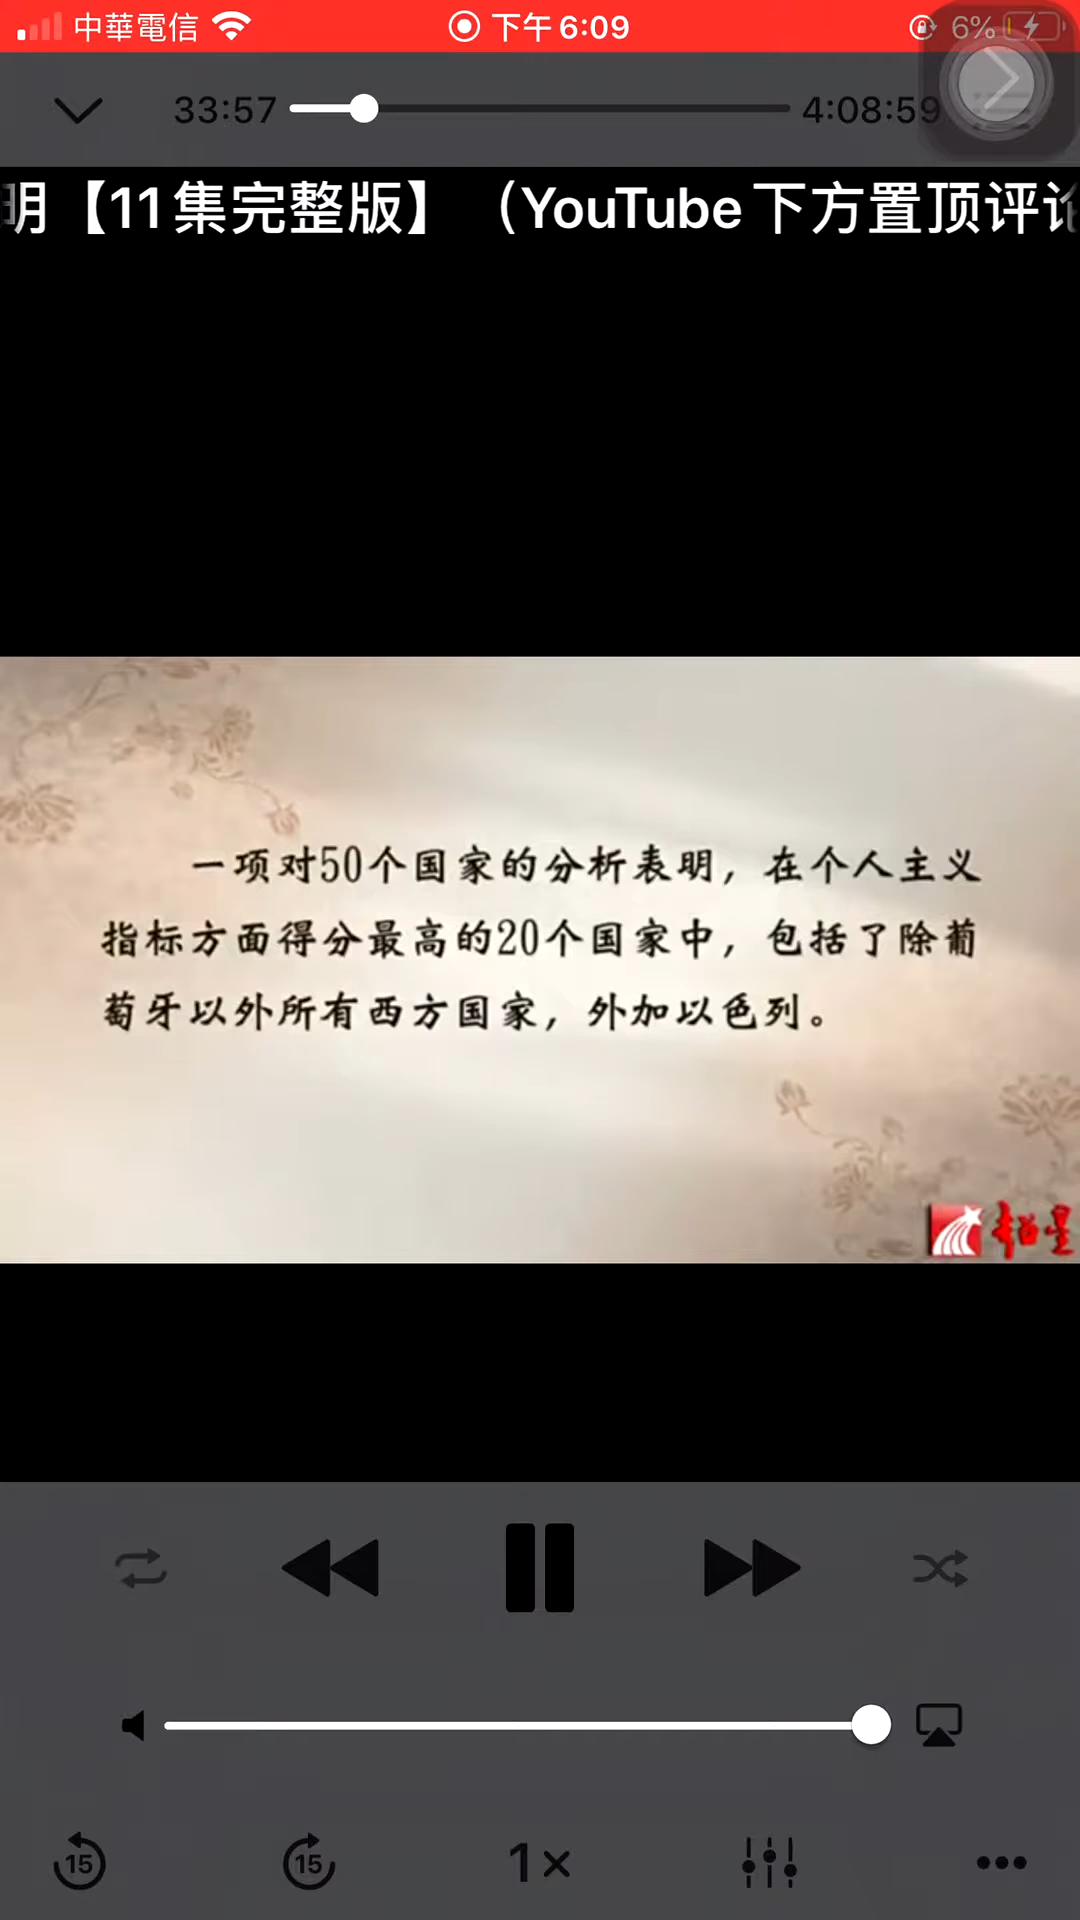 中華電信 下午6:09 6%
33:57 4:08:59
明【11集完整版】（YouTube下方置顶评论
一项对50个国家的分析表明，在个人主义
指标方面得分最高的20个国家中，包括了除葡
萄牙以外所有西方国家，外加以色列。
超星
15 15 1×